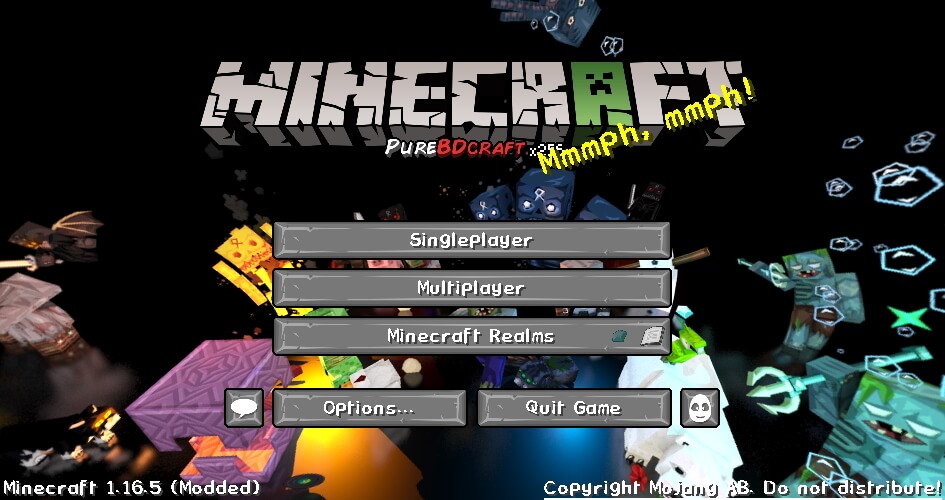 MINECRAFT
PUREBDCRAFT
Mmmph, mmph!
Singleplayer
Multiplayer
Minecraft Realms
Options...
Quit Game
Minecraft 1.16.5 (Modded)
Copyright Mojang AB. Do not distribute!